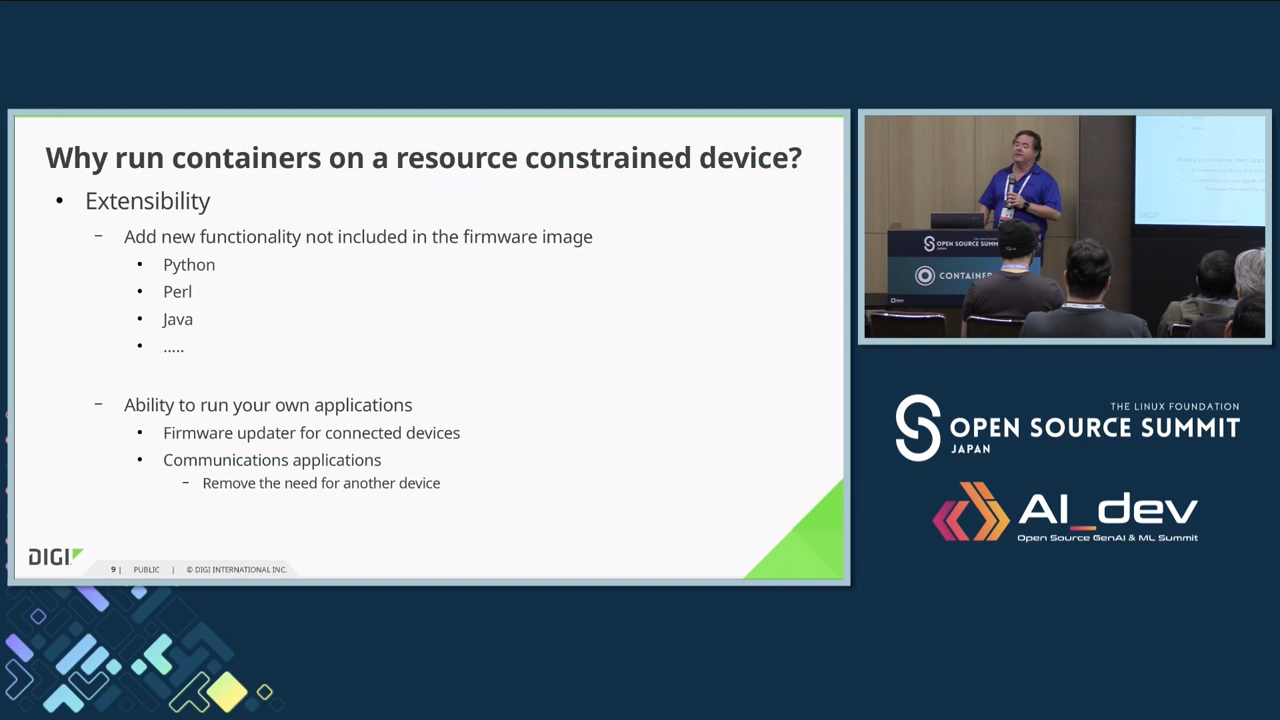 Why run containers on a resource constrained device?
• Extensibility
– Add new functionality not included in the firmware image
• Python
• Perl
• Java
• .....
– Ability to run your own applications
• Firmware updater for connected devices
• Communications applications
– Remove the need for another device
DIGI
9 | PUBLIC | © DIGI INTERNATIONAL INC.
OPEN SOURCE SUMM
CONTAINER
THE LINUX FOUNDATION
OPEN SOURCE SUMMIT
JAPAN
AI_dev
Open Source GenAI & ML Summit